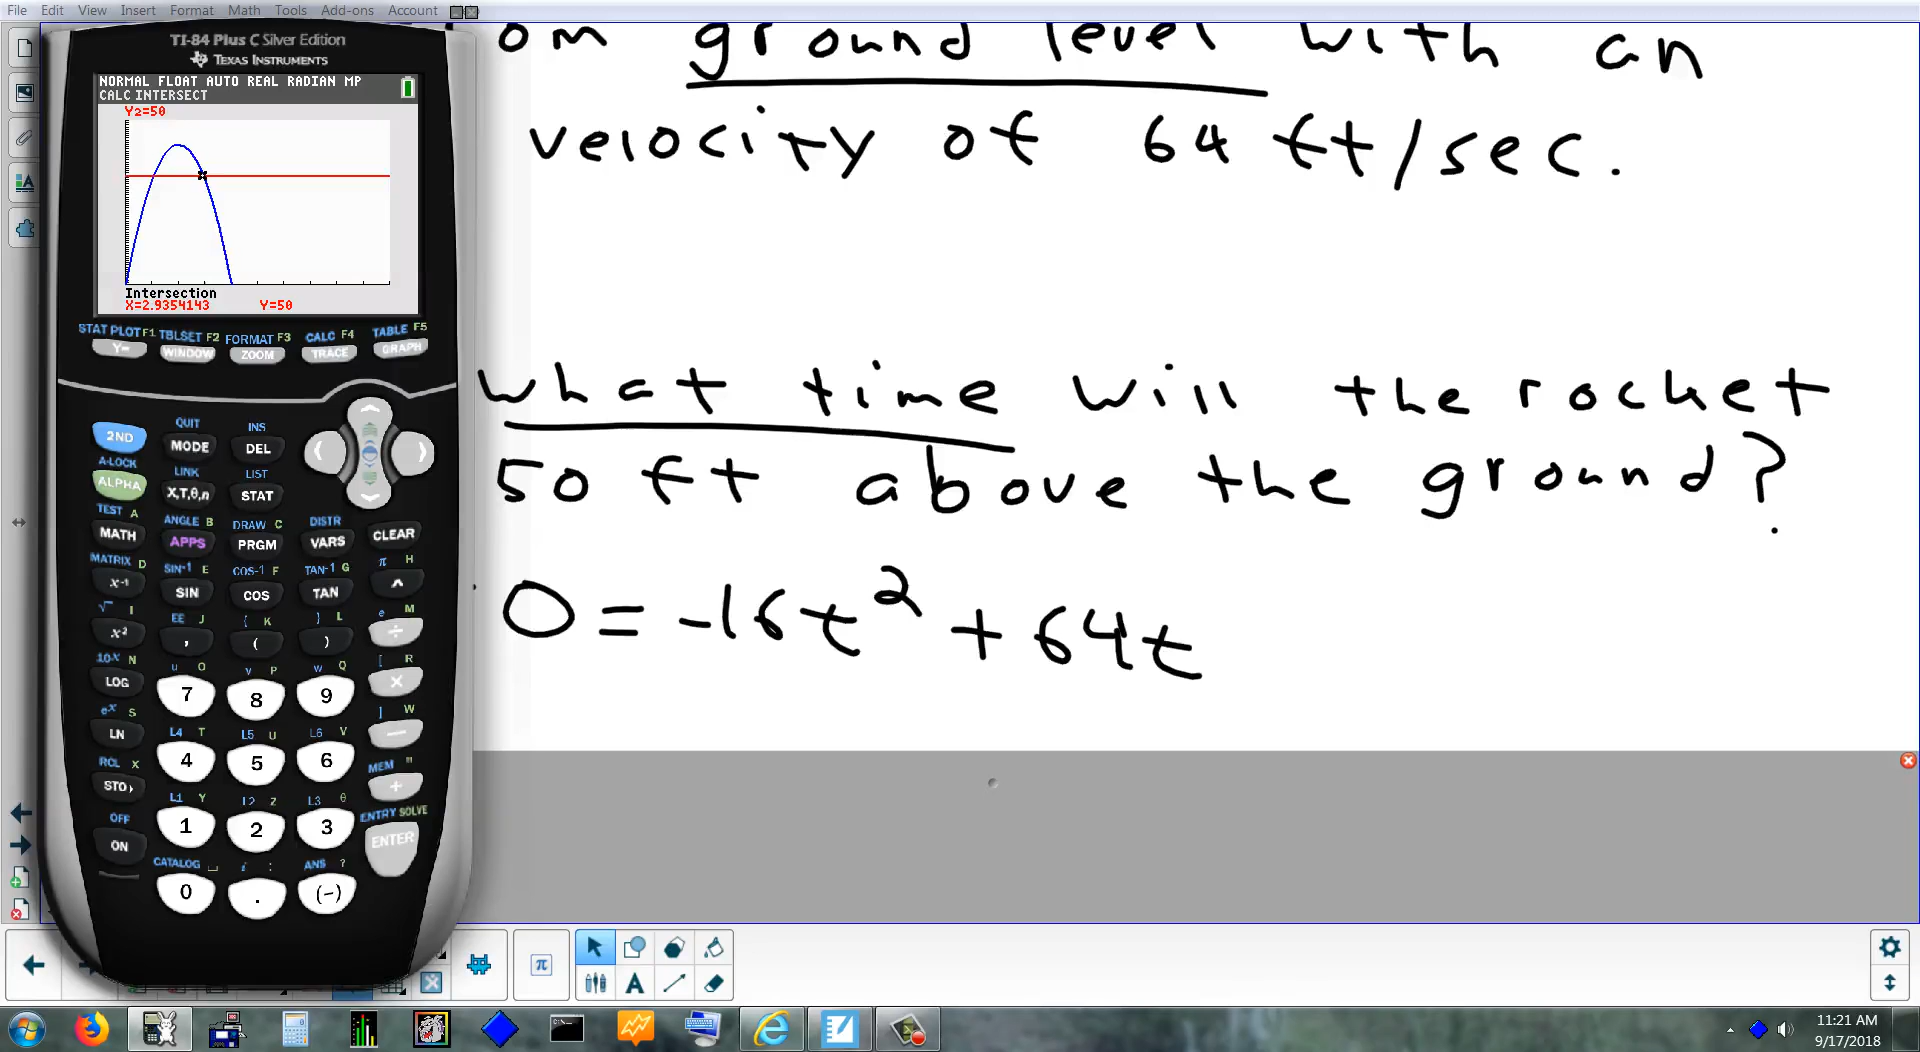 File Edit View Insert Format Math Tools Add-ons Account
TI-84 Plus C Silver Edition
TEXAS INSTRUMENTS
NORMAL FLOAT AUTO REAL RADIAN MP
CALC INTERSECT
Y2=50
Intersection
X=2.9354143 Y=50
STAT PLOT F1 TBLSET F2 FORMAT F3 CALC F4 TABLE F5
Y= WINDOW ZOOM TRACE GRAPH
QUIT INS
2ND MODE DEL
A-LOCK LINK LIST
ALPHA X,T,θ,n STAT
TEST A ANGLE B DRAW C DISTR
MATH APPS PRGM VARS CLEAR
MATRIX D SIN-1 E COS-1 F TAN-1 G π H
x-1 SIN COS TAN ^
√ I EE J { K } L e M
x2 , ( ) ÷
10x N u O v P w Q [ R
LOG 7 8 9 ×
ex S L4 T L5 U L6 V ] W
LN 4 5 6 −
RCL X L1 Y L2 Z L3 θ MEM "
STO› 1 2 3 +
OFF CATALOG ⎵ i : ANS ? ENTRY SOLVE
ON 0 . (-) ENTER
om ground level with an
velocity of 64 ft/sec.
what time will the rocket
50 ft above the ground?
0 = -16t² + 64t
π
A
11:21 AM
9/17/2018